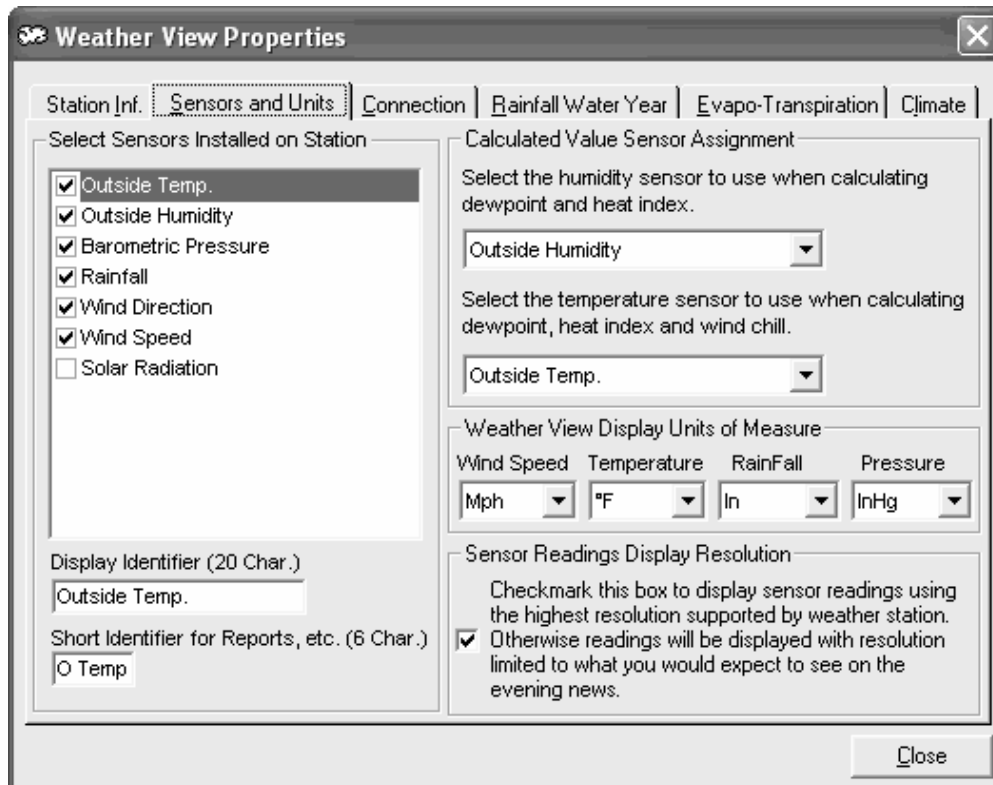 Weather View Properties
Station Inf.
Sensors and Units
Connection
Rainfall Water Year
Evapo-Transpiration
Climate
Select Sensors Installed on Station
Outside Temp.
Outside Humidity
Barometric Pressure
Rainfall
Wind Direction
Wind Speed
Solar Radiation
Display Identifier (20 Char.)
Outside Temp.
Short Identifier for Reports, etc. (6 Char.)
O Temp
Calculated Value Sensor Assignment
Select the humidity sensor to use when calculating
dewpoint and heat index.
Outside Humidity
Select the temperature sensor to use when calculating
dewpoint, heat index and wind chill.
Outside Temp.
Weather View Display Units of Measure
Wind Speed Temperature RainFall Pressure
Mph °F In InHg
Sensor Readings Display Resolution
Checkmark this box to display sensor readings using
the highest resolution supported by weather station.
Otherwise readings will be displayed with resolution
limited to what you would expect to see on the
evening news.
Close